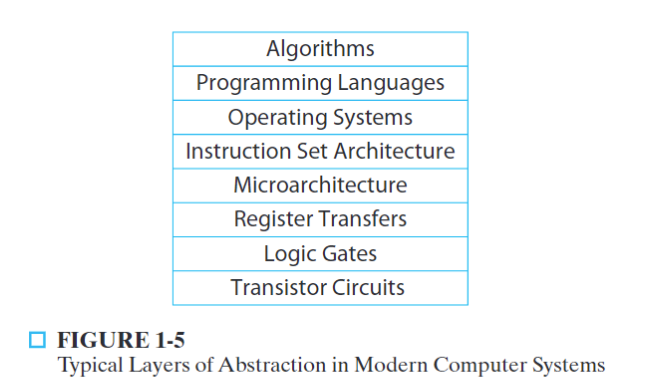 Algorithms
Programming Languages
Operating Systems
Instruction Set Architecture
Microarchitecture
Register Transfers
Logic Gates
Transistor Circuits
FIGURE 1-5
Typical Layers of Abstraction in Modern Computer Systems